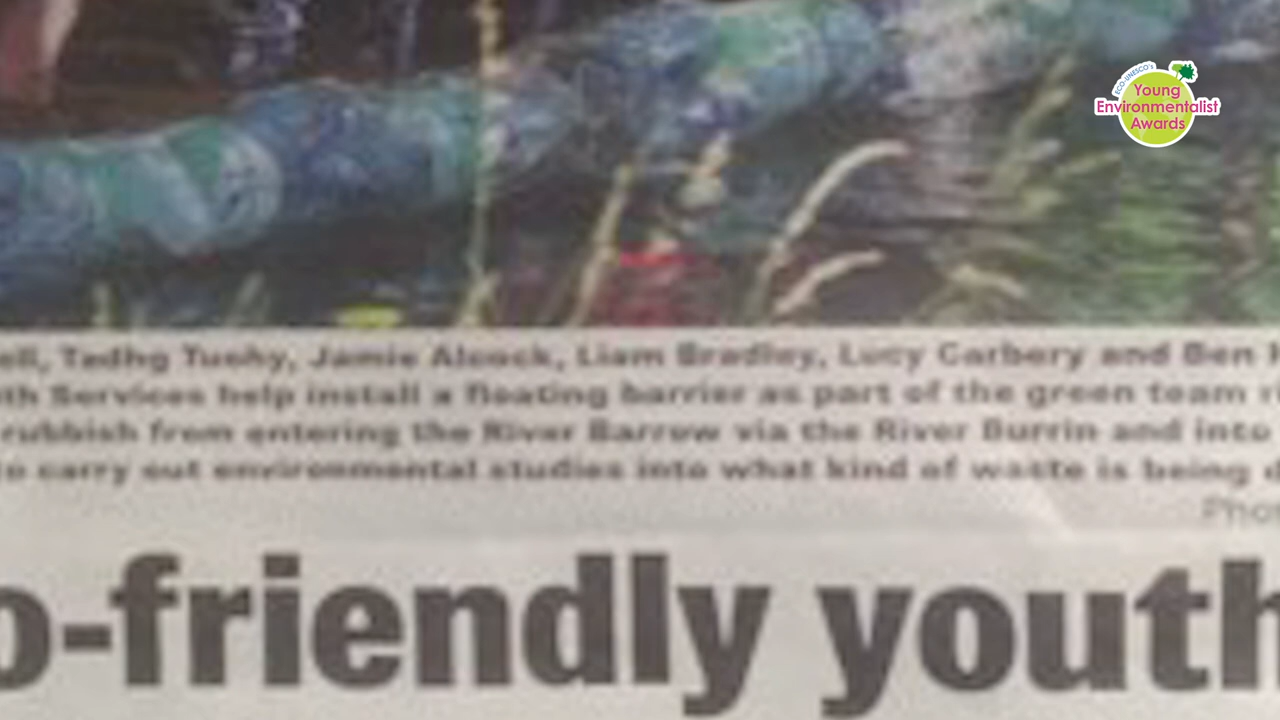 ECO-UNESCO's
Young
Environmentalist
Awards
ell, Tadhg Tuohy, Jamie Alcock, Liam Bradley, Lucy Carbery and Ben
th Services help install a floating barrier as part of the green team
rubbish from entering the River Barrow via the River Burrin and into
to carry out environmental studies into what kind of waste is being
Pho
o-friendly youth